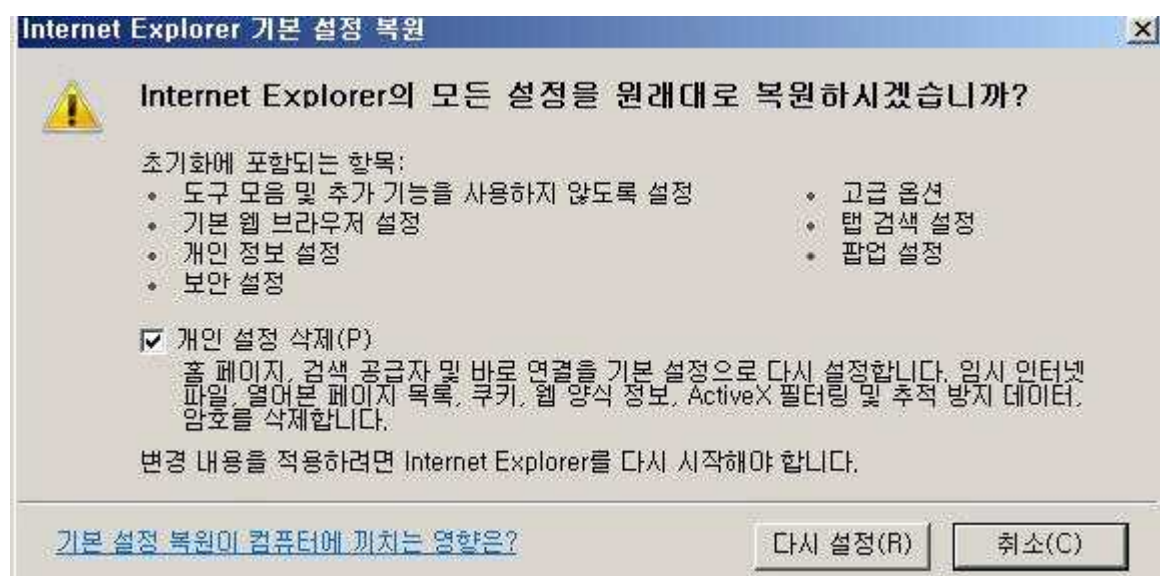 Internet Explorer 기본 설정 복원
Internet Explorer의 모든 설정을 원래대로 복원하시겠습니까?
초기화에 포함되는 항목:
• 도구 모음 및 추가 기능을 사용하지 않도록 설정
• 기본 웹 브라우저 설정
• 개인 정보 설정
• 보안 설정
• 고급 옵션
• 탭 검색 설정
• 팝업 설정
개인 설정 삭제(P)
홈 페이지, 검색 공급자 및 바로 연결을 기본 설정으로 다시 설정합니다. 임시 인터넷
파일, 열어본 페이지 목록, 쿠키, 웹 양식 정보, ActiveX 필터링 및 추적 방지 데이터,
암호를 삭제합니다.
변경 내용을 적용하려면 Internet Explorer를 다시 시작해야 합니다.
기본 설정 복원이 컴퓨터에 끼치는 영향은?
다시 설정(R)
취소(C)